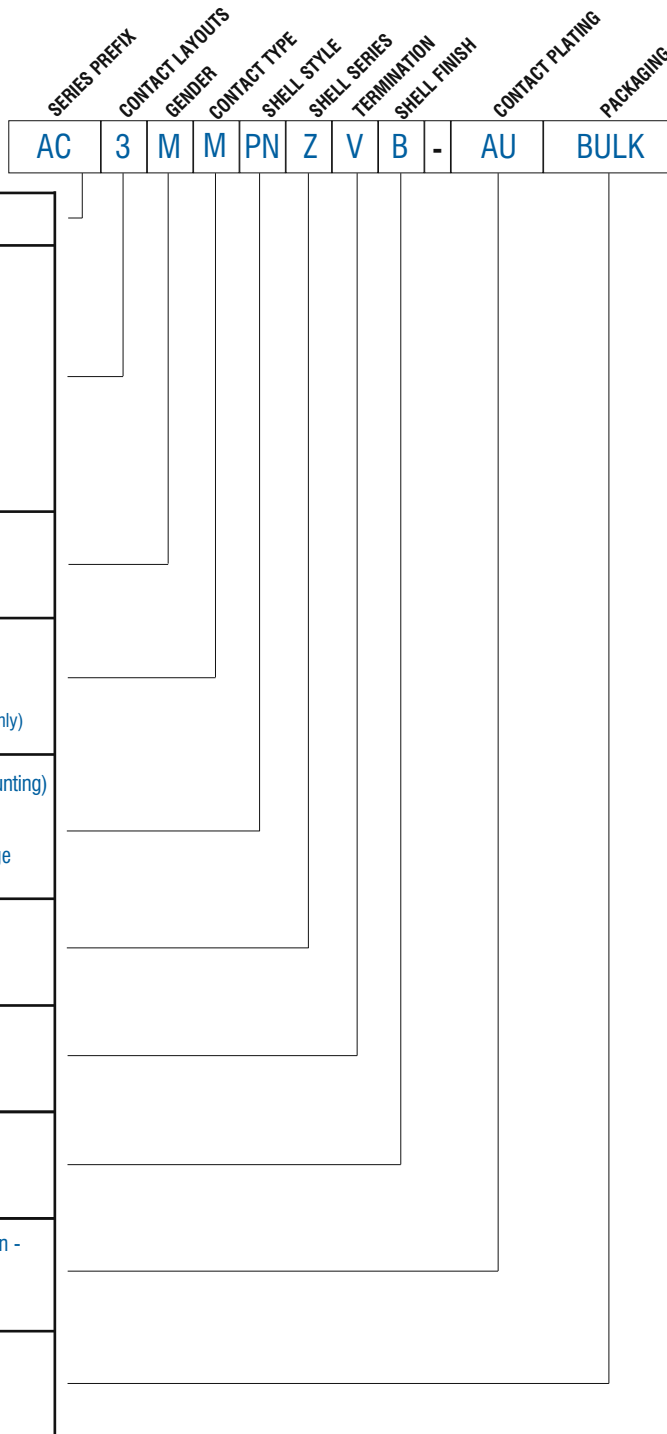 SERIES PREFIX
CONTACT LAYOUTS
GENDER
CONTACT TYPE
SHELL STYLE
SHELL SERIES
TERMINATION
SHELL FINISH
CONTACT PLATING
PACKAGING
AC 3 M M PN Z V B - AU BULK
nly)
unting)
ge
n -